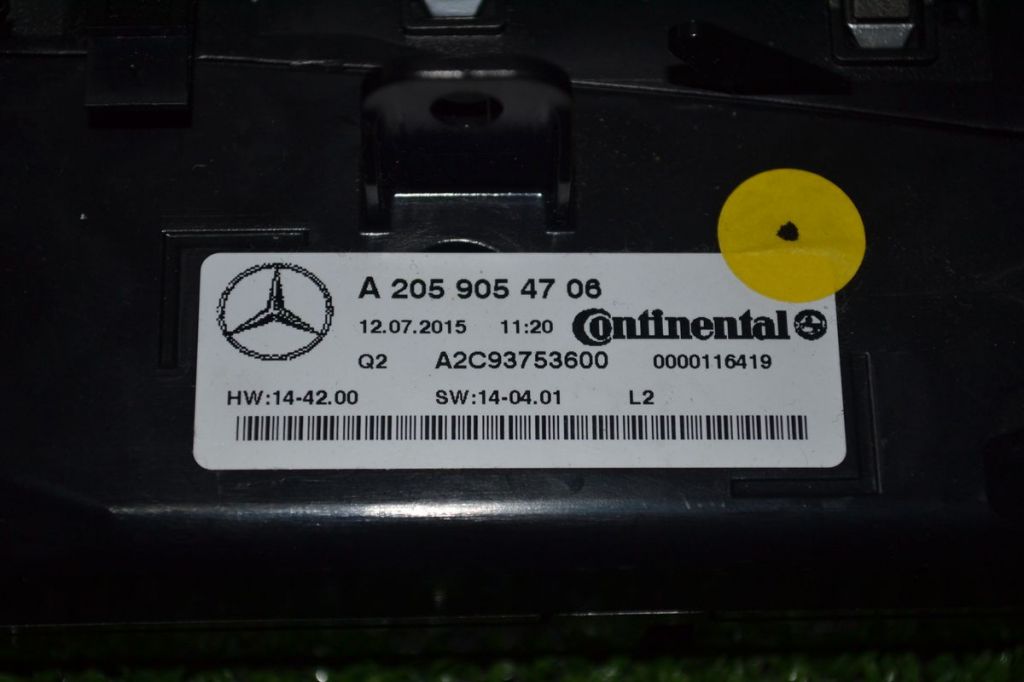 A 205 905 47 06
12.07.2015 11:20 Continental
Q2 A2C93753600 0000116419
HW:14-42.00 SW:14-04.01 L2